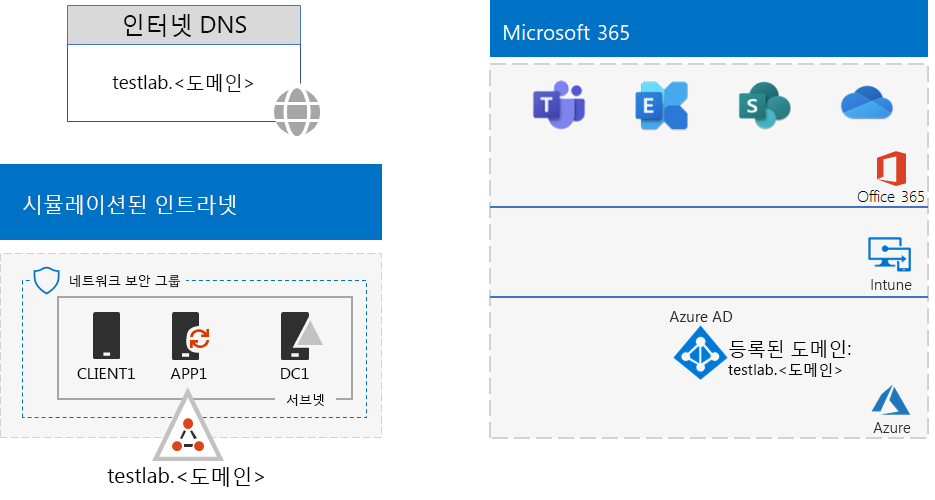 인터넷 DNS
testlab.<도메인>
시뮬레이션된 인트라넷
네트워크 보안 그룹
CLIENT1
APP1
DC1
서브넷
testlab.<도메인>
Microsoft 365
T
E
S
Office 365
Intune
Azure AD
등록된 도메인:
testlab.<도메인>
Azure